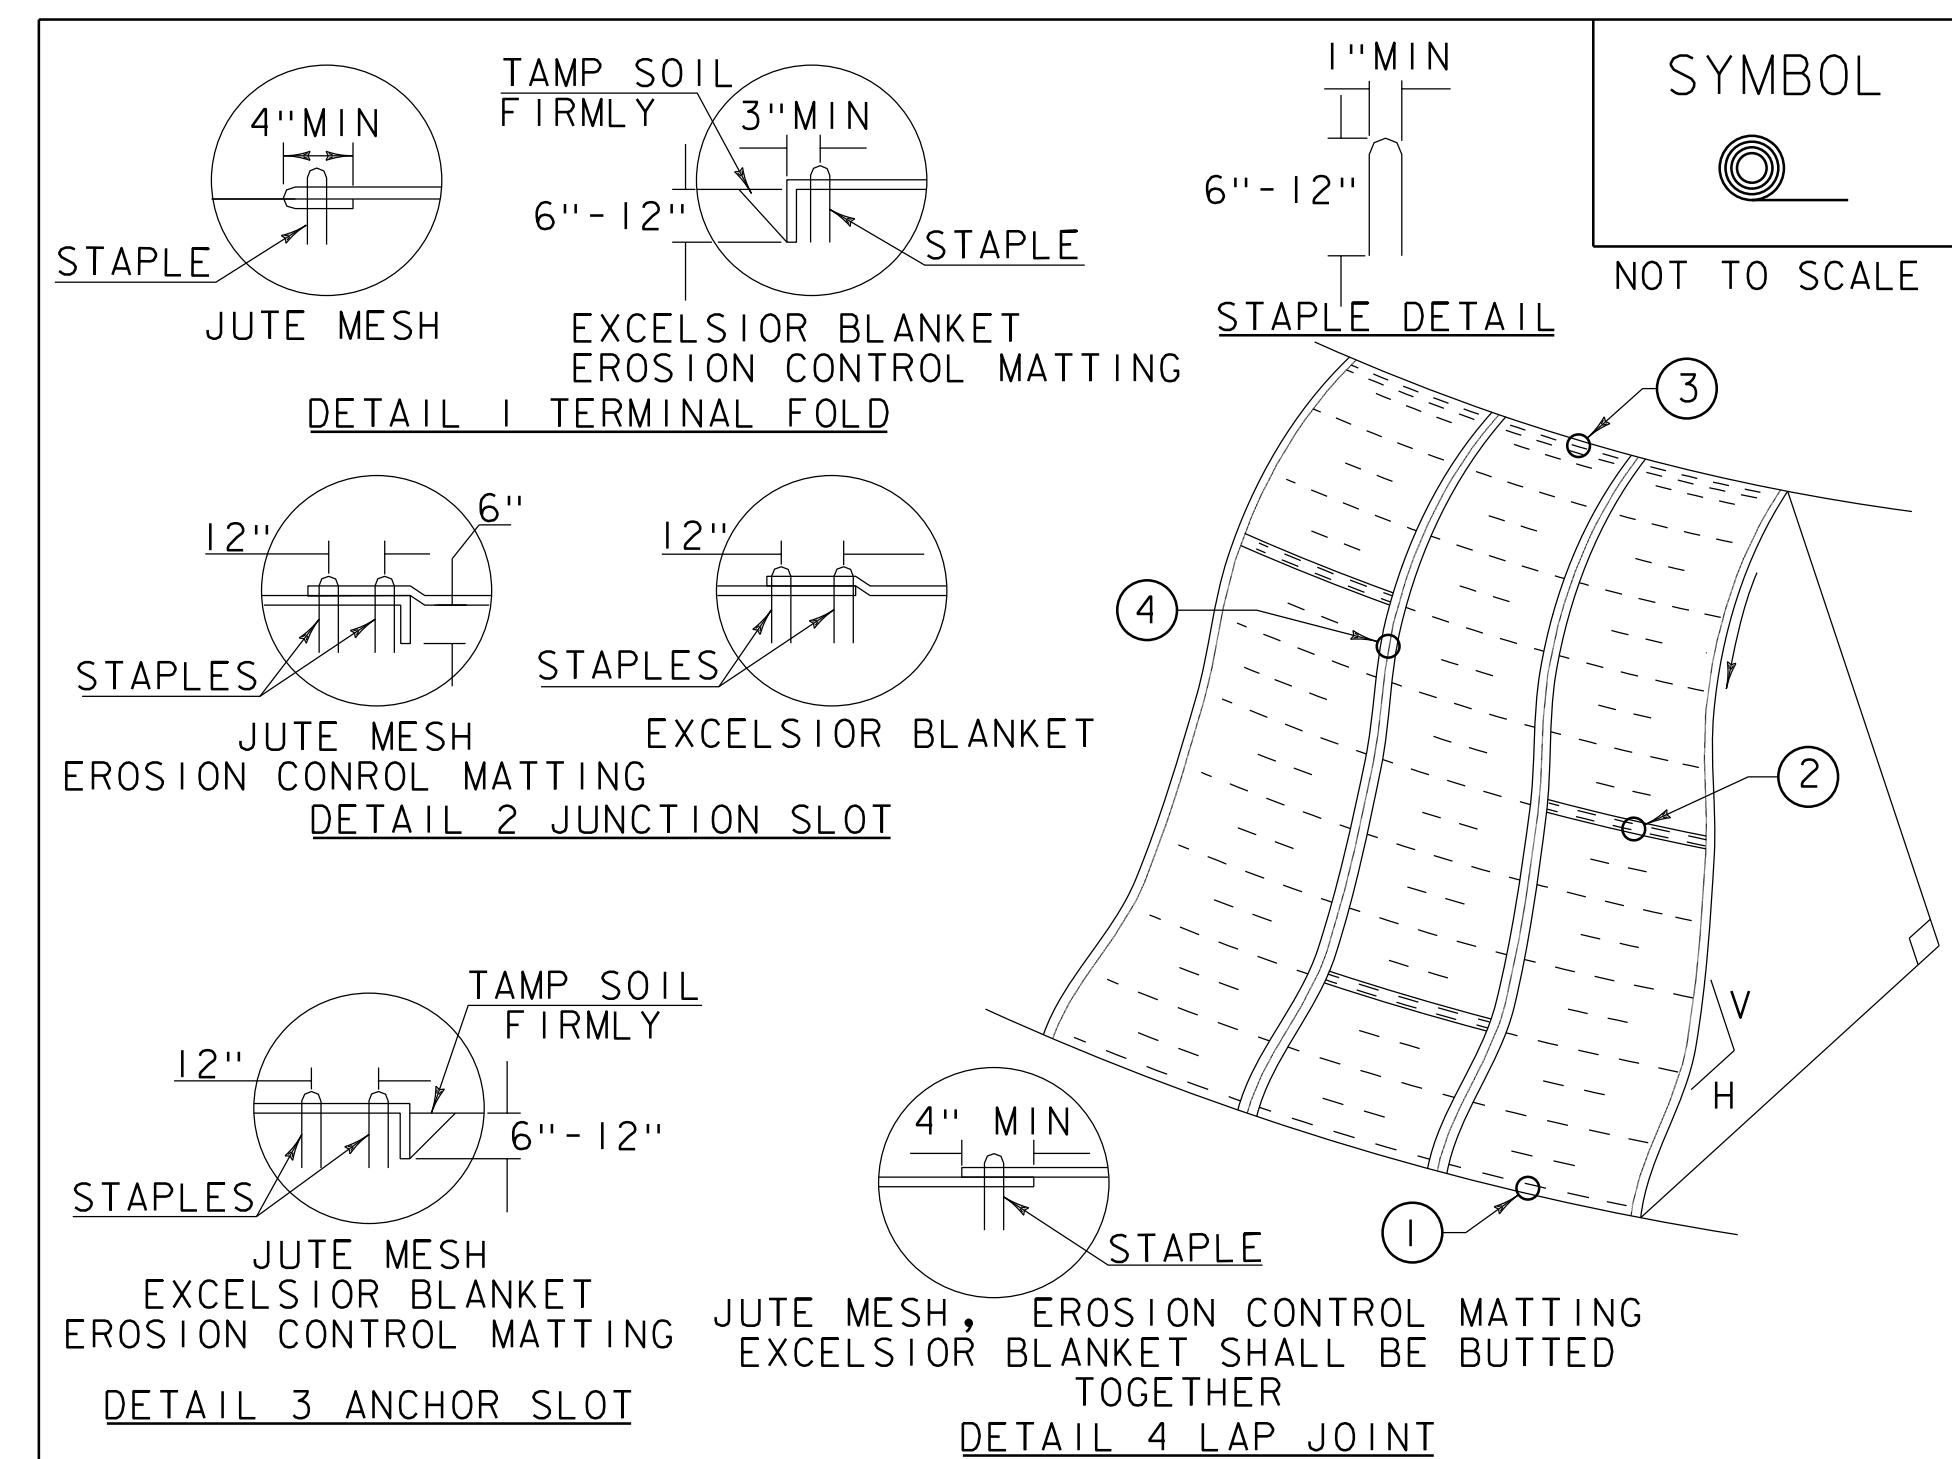 TAMP SOIL
FIRMLY
4"MIN
3"MIN
6"-12"
STAPLE
STAPLE
JUTE MESH
EXCELSIOR BLANKET
EROSION CONTROL MATTING
DETAIL 1 TERMINAL FOLD
1"MIN
6"-12"
STAPLE DETAIL
SYMBOL
NOT TO SCALE
12"
6"
STAPLES
JUTE MESH
EROSION CONROL MATTING
12"
STAPLES
EXCELSIOR BLANKET
DETAIL 2 JUNCTION SLOT
3
4
2
V
H
1
TAMP SOIL
FIRMLY
12"
6"-12"
STAPLES
JUTE MESH
EXCELSIOR BLANKET
EROSION CONTROL MATTING
DETAIL 3 ANCHOR SLOT
4" MIN
STAPLE
JUTE MESH, EROSION CONTROL MATTING
EXCELSIOR BLANKET SHALL BE BUTTED
TOGETHER
DETAIL 4 LAP JOINT